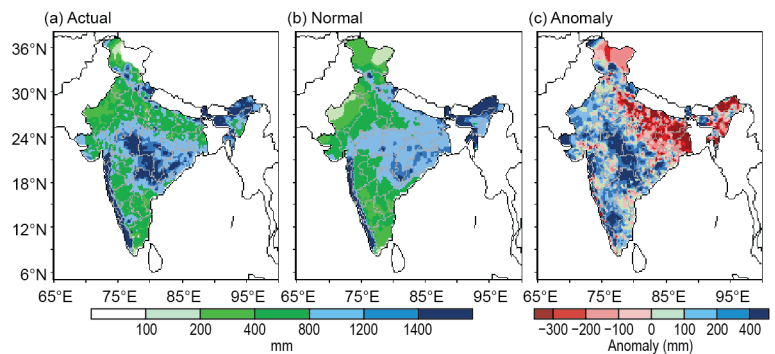 (a) Actual (b) Normal (c) Anomaly
36°N
30°N
24°N
18°N
12°N
6°N
65°E 75°E 85°E 95°E 65°E 75°E 85°E 95°E 65°E 75°E 85°E 95°E
100 200 400 800 1200 1400
mm
−300 −200 −100 0 100 200 400
Anomaly (mm)